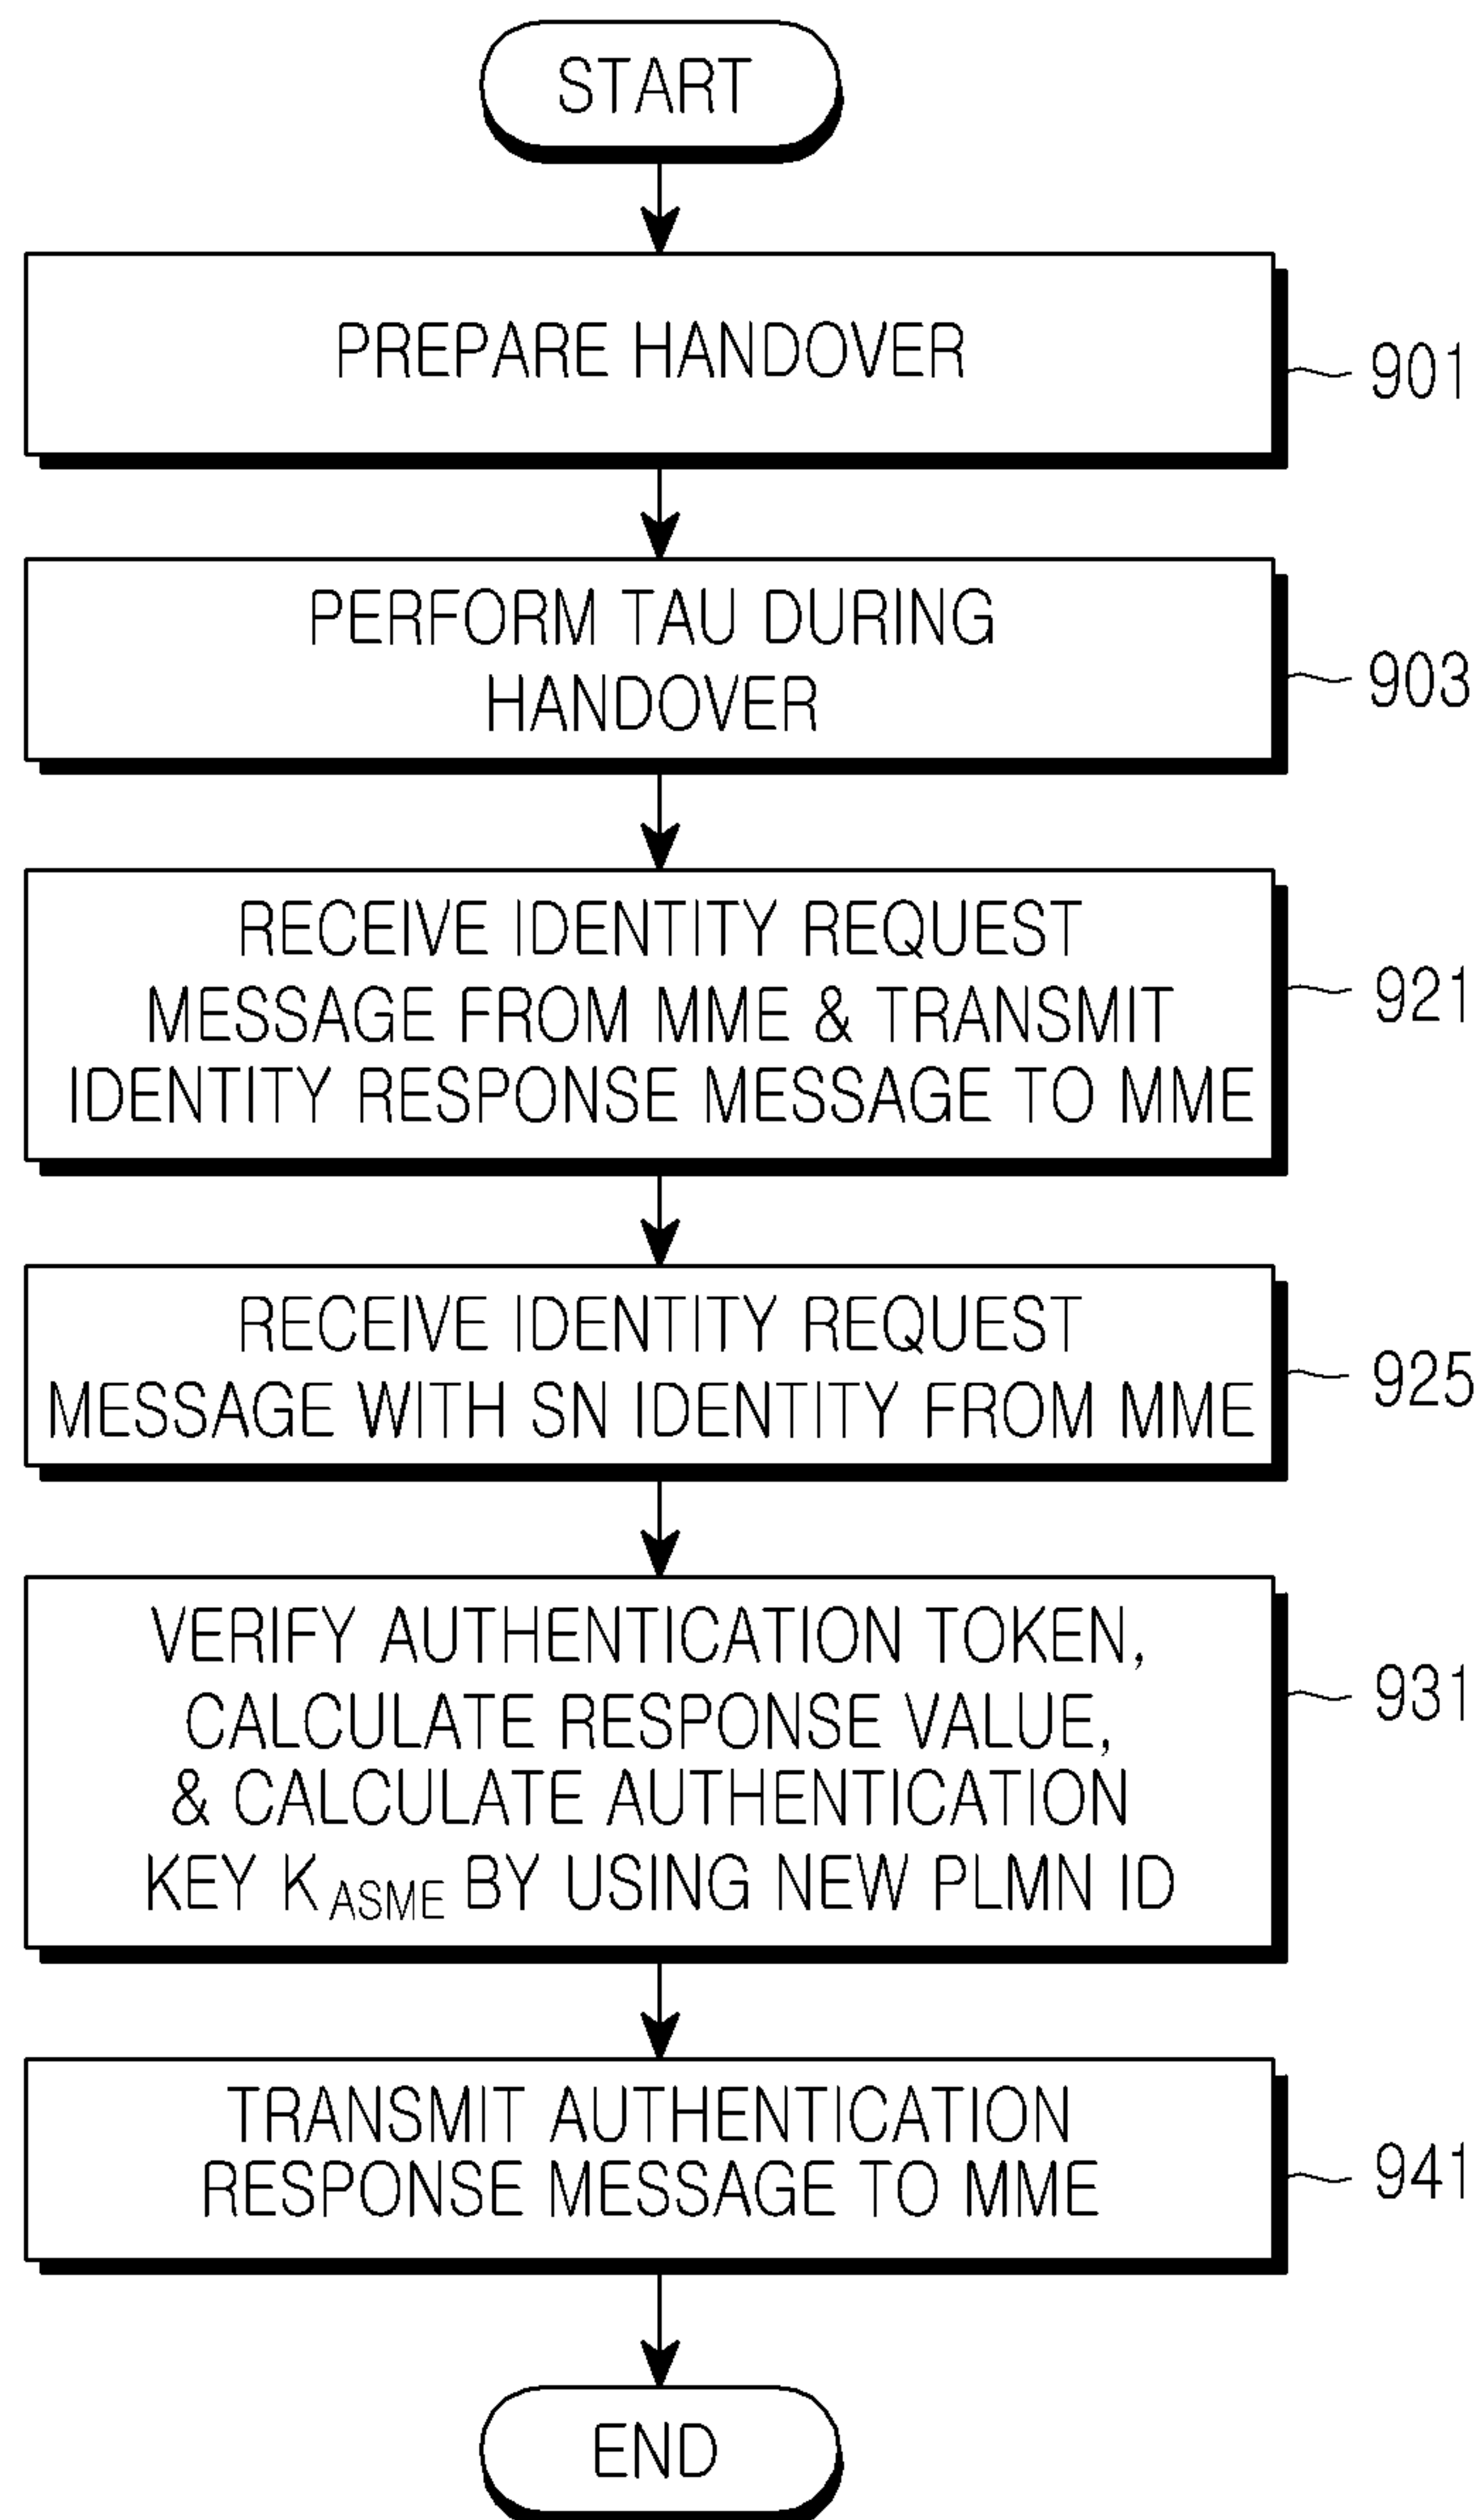 START
PREPARE HANDOVER
901
PERFORM TAU DURING
HANDOVER
903
RECEIVE IDENTITY REQUEST
MESSAGE FROM MME & TRANSMIT
IDENTITY RESPONSE MESSAGE TO MME
921
RECEIVE IDENTITY REQUEST
MESSAGE WITH SN IDENTITY FROM MME
925
VERIFY AUTHENTICATION TOKEN,
CALCULATE RESPONSE VALUE,
& CALCULATE AUTHENTICATION
KEY KASME BY USING NEW PLMN ID
931
TRANSMIT AUTHENTICATION
RESPONSE MESSAGE TO MME
941
END